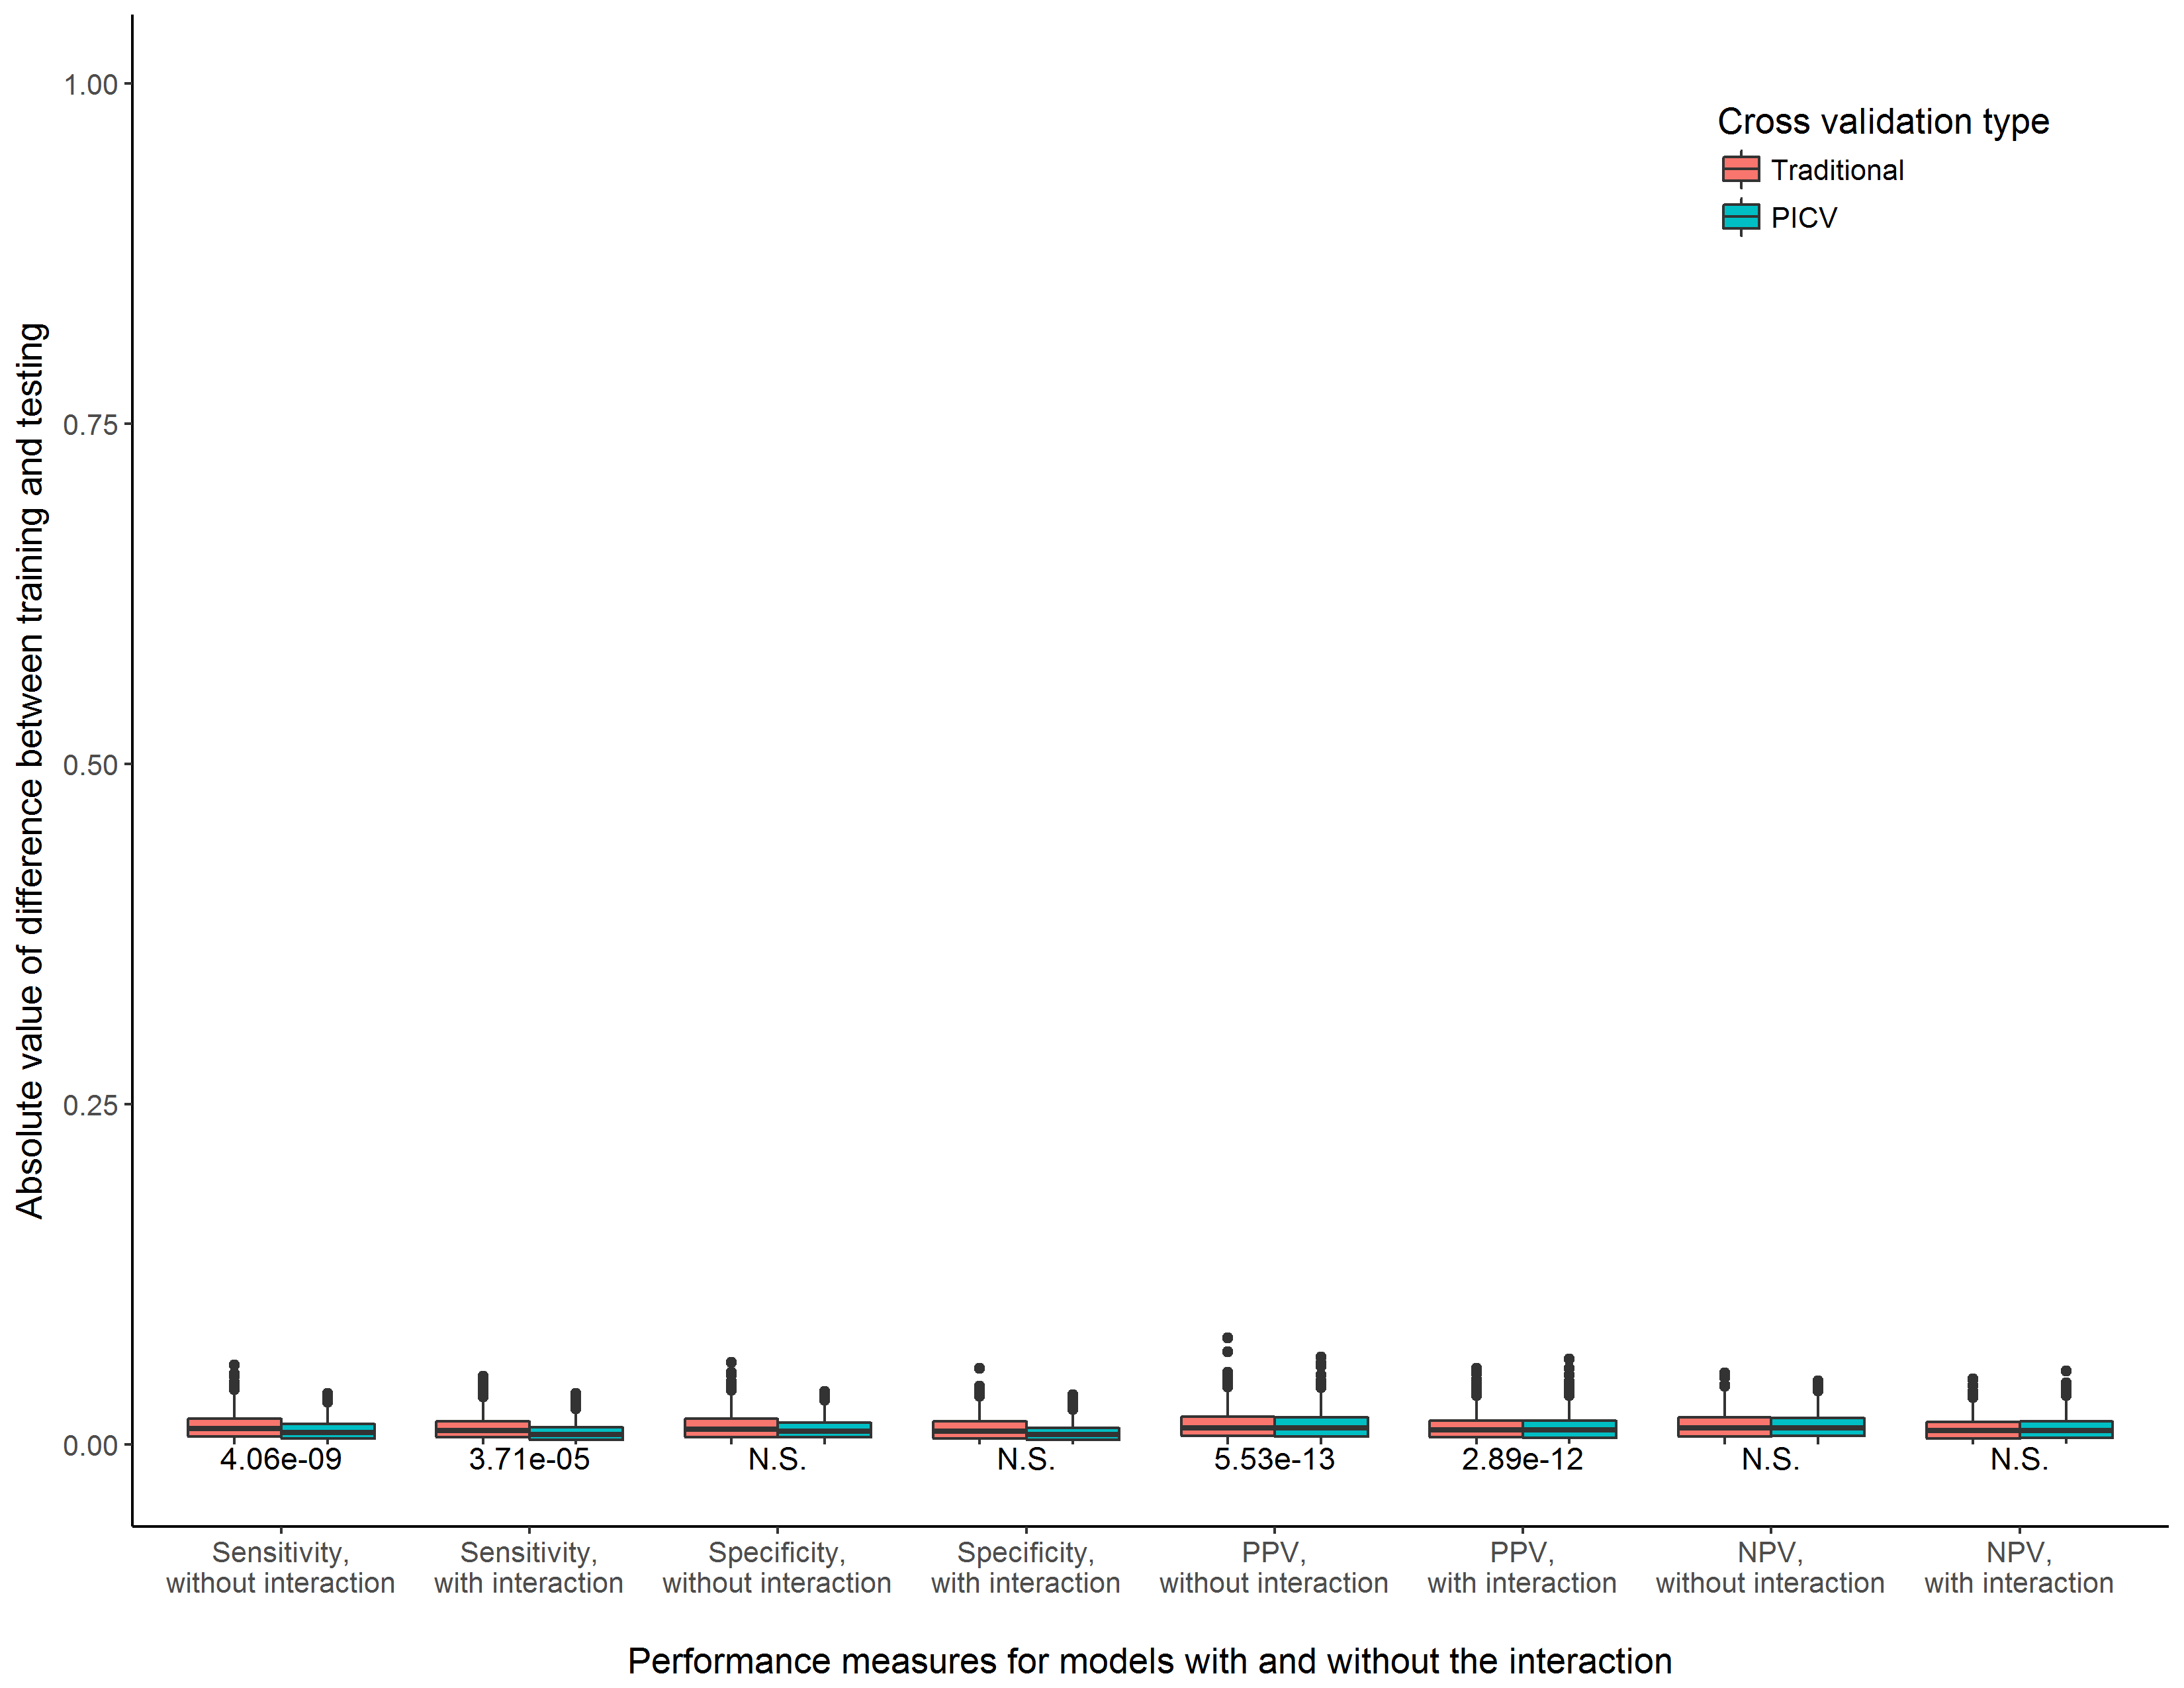 Absolute value of difference between training and testing
1.00
0.75
0.50
0.25
0.00
Cross validation type
Traditional
PICV
4.06e-09
3.71e-05
N.S.
N.S.
5.53e-13
2.89e-12
N.S.
N.S.
Sensitivity,
without interaction
Sensitivity,
with interaction
Specificity,
without interaction
Specificity,
with interaction
PPV,
without interaction
PPV,
with interaction
NPV,
without interaction
NPV,
with interaction
Performance measures for models with and without the interaction